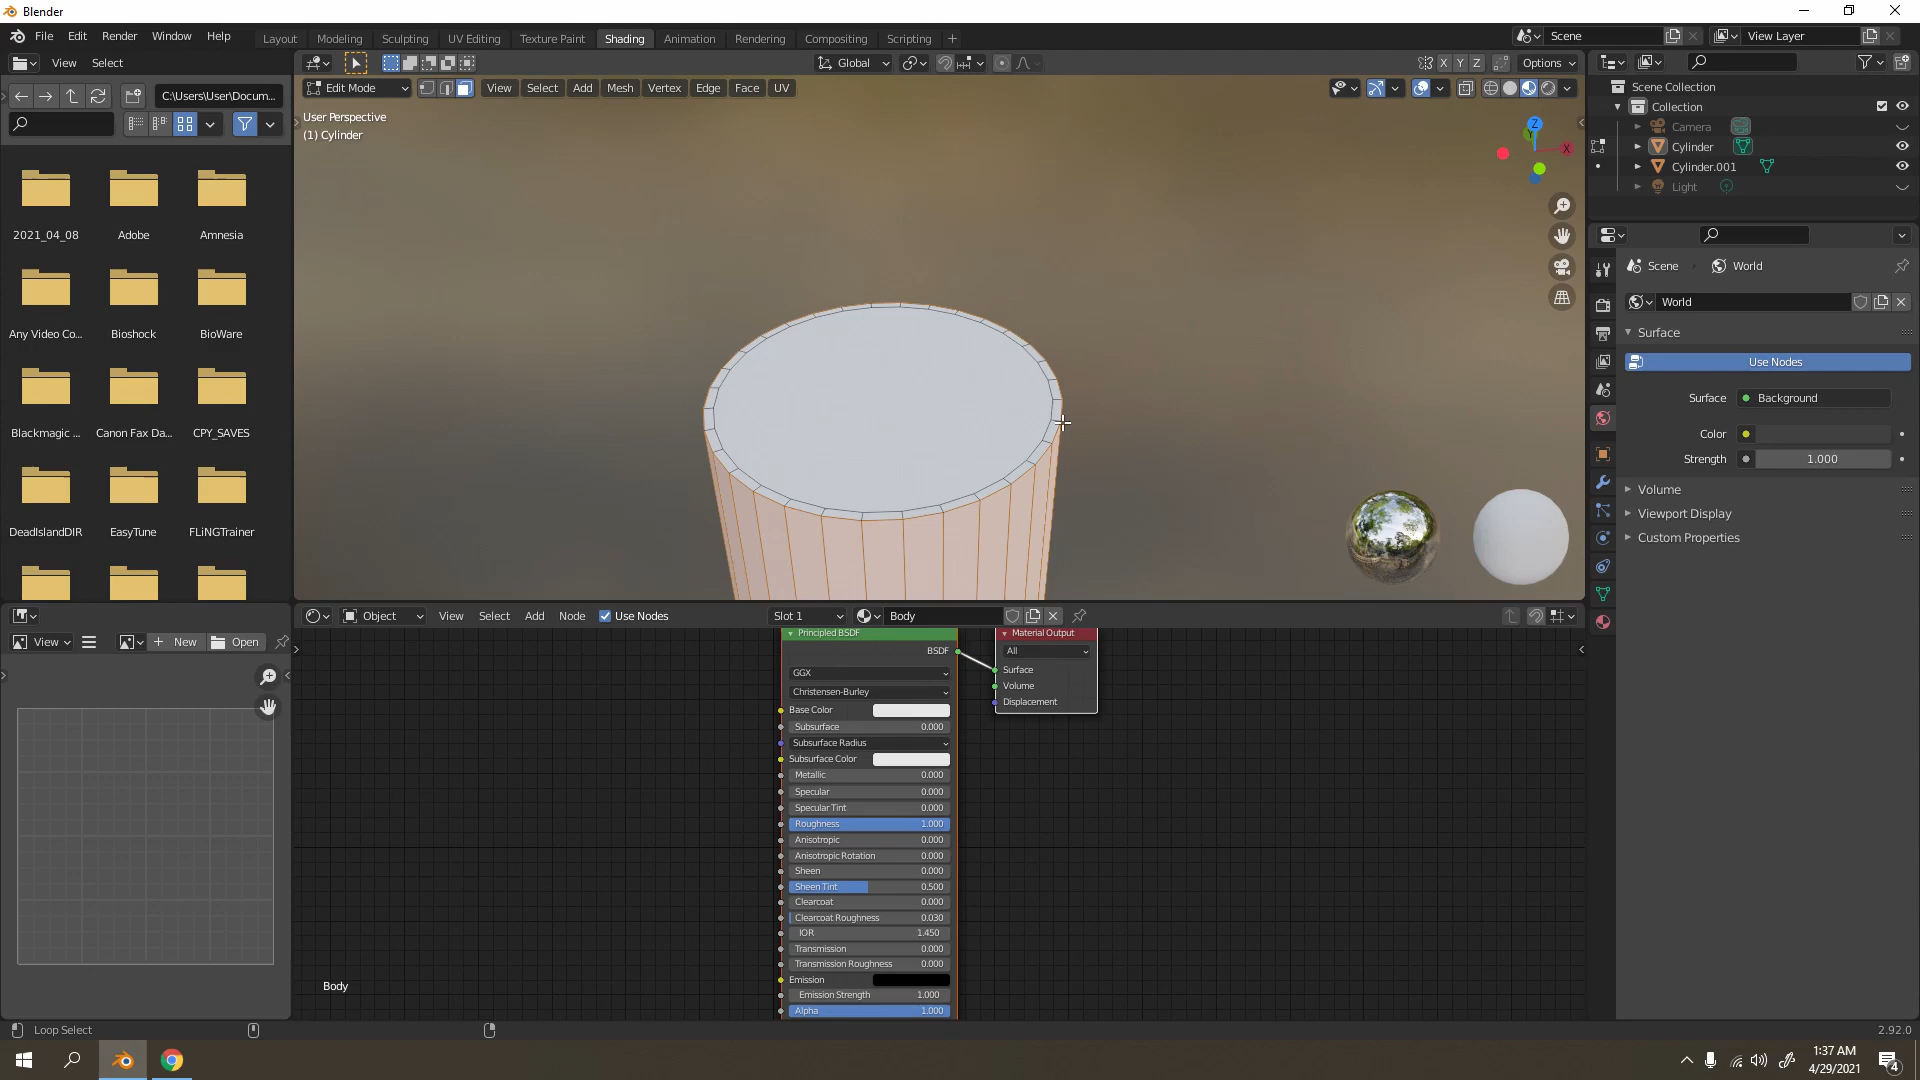 Blender
File Edit Render Window Help
Layout Modeling Sculpting UV Editing Texture Paint Shading Animation Rendering Compositing Scripting +
Scene
View Layer
View Select
Global
X Y Z
Options
C:\Users\User\Docum...
Edit Mode
View Select Add Mesh Vertex Edge Face UV
User Perspective
(1) Cylinder
Z
Y
X
2021_04_08 Adobe Amnesia
Any Video Co... Bioshock BioWare
Blackmagic ... Canon Fax Da... CPY_SAVES
DeadIslandDIR EasyTune FLiNGTrainer
Scene Collection
Collection
Camera
Cylinder
Cylinder.001
Light
Scene World
World
Surface
Use Nodes
Surface Background
Color
Strength 1.000
Volume
Viewport Display
Custom Properties
View New Open
Object View Select Add Node Use Nodes
Slot 1
Body
Principled BSDF
BSDF
GGX
Christensen-Burley
Base Color
Subsurface 0.000
Subsurface Radius
Subsurface Color
Metallic 0.000
Specular 0.000
Specular Tint 0.000
Roughness 1.000
Anisotropic 0.000
Anisotropic Rotation 0.000
Sheen 0.000
Sheen Tint 0.500
Clearcoat 0.000
Clearcoat Roughness 0.030
IOR 1.450
Transmission 0.000
Transmission Roughness 0.000
Emission
Emission Strength 1.000
Alpha 1.000
Material Output
All
Surface
Volume
Displacement
Body
Loop Select
2.92.0
1:37 AM
4/29/2021
4